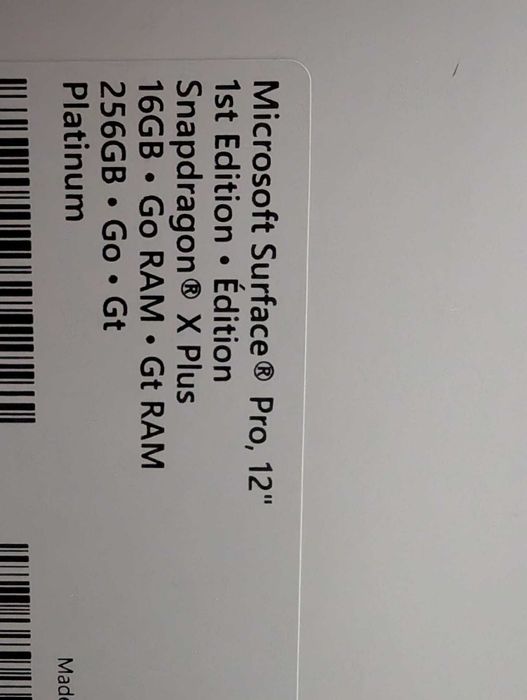 Microsoft Surface® Pro, 12"
1st Edition • Édition
Snapdragon® X Plus
16GB • Go RAM • Gt RAM
256GB • Go • Gt
Platinum